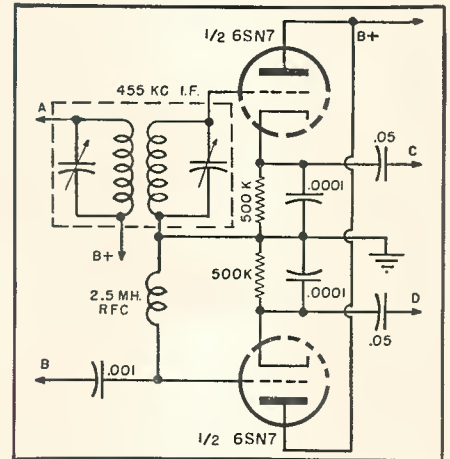 1/2 6SN7
B+
455 KC I.F.
A
.05
C
500 K
.0001
B+
500K
.0001
2.5 MH.
RFC
D
.05
B
.001
1/2 6SN7